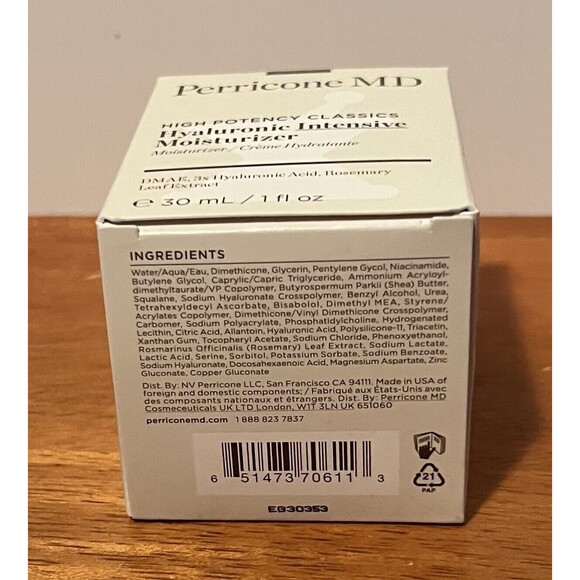 Perricone MD
HIGH POTENCY CLASSICS
Hyaluronic Intensive
Moisturizer
Moisturizer / Crème Hydratante
DMAE, 3x Hyaluronic Acid, Rosemary
Leaf Extract
℮ 30 mL / 1 fl oz
INGREDIENTS
Water/Aqua/Eau, Dimethicone, Glycerin, Pentylene Gycol, Niacinamide,
Butylene Glycol, Caprylic/Capric Triglyceride, Ammonium Acryloyl-
dimethyltaurate/VP Copolymer, Butyrospermum Parkii (Shea) Butter,
Squalane, Sodium Hyaluronate Crosspolymer, Benzyl Alcohol, Urea,
Tetrahexyldecyl Ascorbate, Bisabolol, Dimethyl MEA, Styrene/
Acrylates Copolymer, Dimethicone/Vinyl Dimethicone Crosspolymer,
Carbomer, Sodium Polyacrylate, Phosphatidylcholine, Hydrogenated
Lecithin, Citric Acid, Allantoin, Hyaluronic Acid, Polysilicone-11, Triacetin,
Xanthan Gum, Tocopheryl Acetate, Sodium Chloride, Phenoxyethanol,
Rosmarinus Officinalis (Rosemary) Leaf Extract, Sodium Lactate,
Lactic Acid, Serine, Sorbitol, Potassium Sorbate, Sodium Benzoate,
Sodium Hyaluronate, Docosahexaenoic Acid, Magnesium Aspartate, Zinc
Gluconate, Copper Gluconate
Dist. By: NV Perricone LLC, San Francisco CA 94111. Made in USA of
foreign and domestic components; / Fabriqué aux États-Unis avec
des composants nationaux et étrangers. Dist. By: Perricone MD
Cosmeceuticals UK LTD London, W1T 3LN UK 651060
perriconemd.com 1 888 823 7837
6 51473 70611 3
21
PAP
EB30353